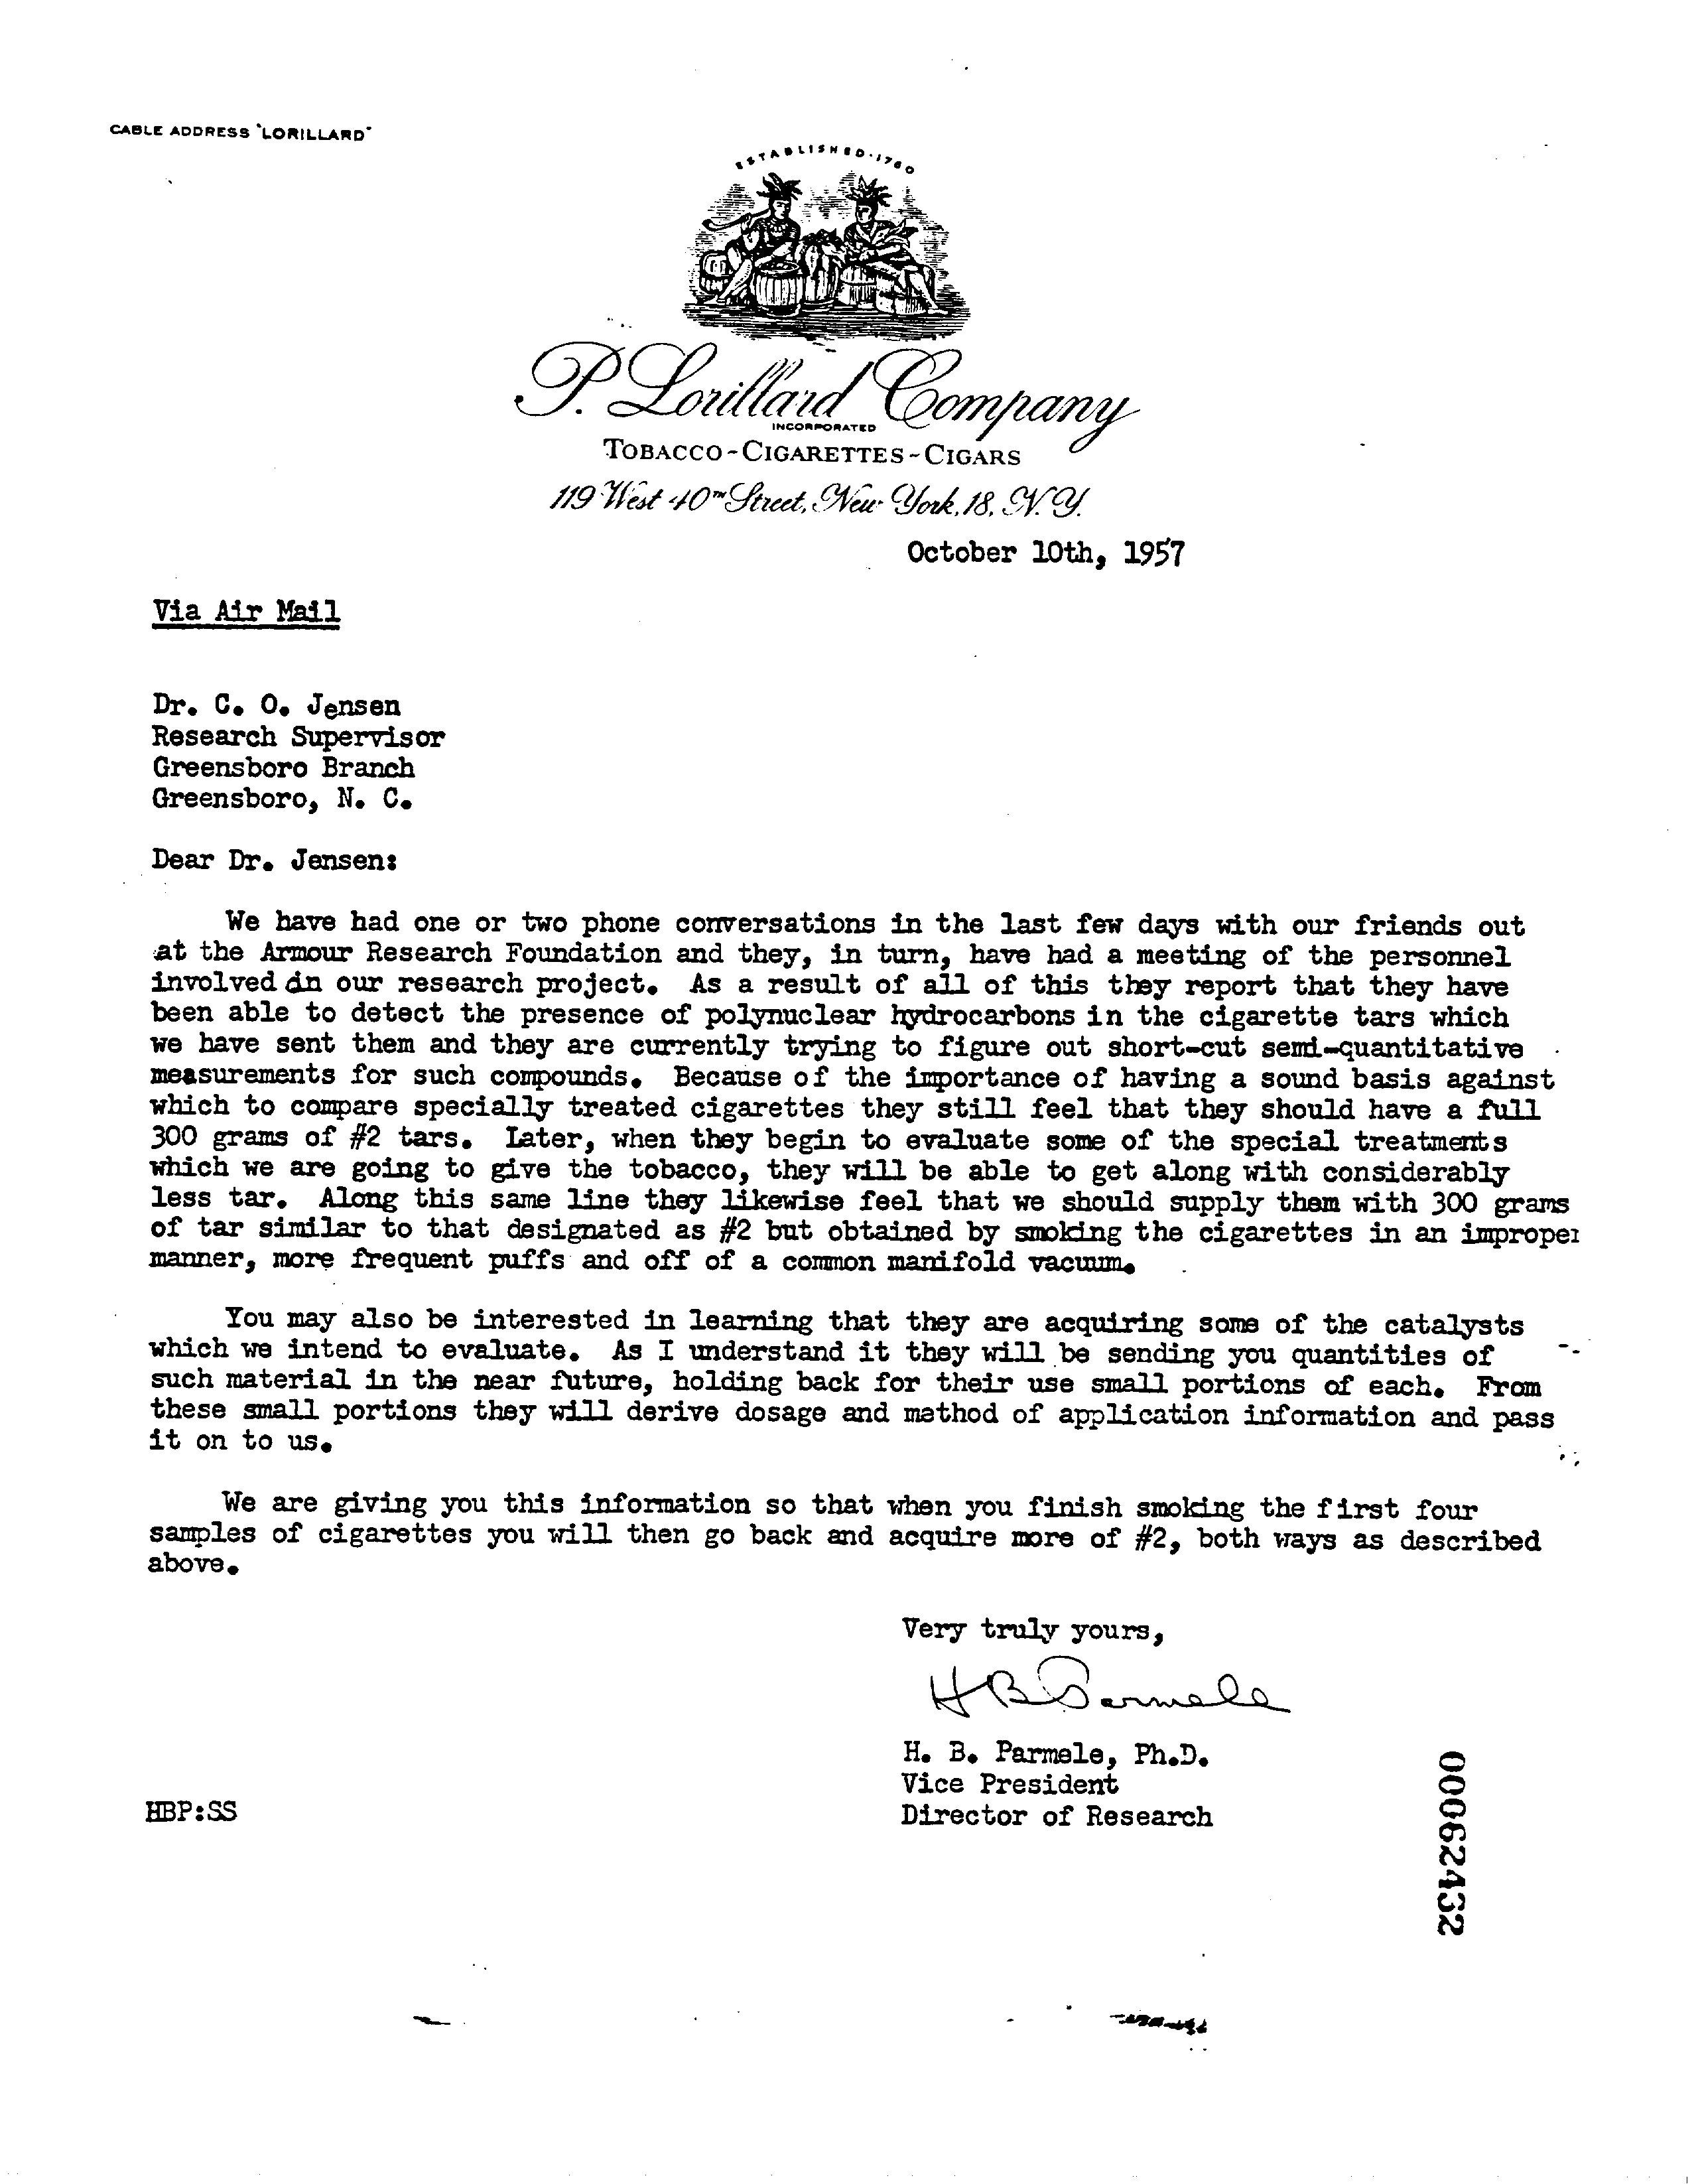 CABLE ADDRESS "LORILLARD"
ESTABLISHED·1760
P. Lorillard Company
INCORPORATED
TOBACCO-CIGARETTES-CIGARS
119 West 40TH Street, New York, 18, N.Y.
October 10th, 1957
Via Air Mail
Dr. C. O. Jensen
Research Supervisor
Greensboro Branch
Greensboro, N. C.
Dear Dr. Jensen:
We have had one or two phone conversations in the last few days with our friends out
at the Armour Research Foundation and they, in turn, have had a meeting of the personnel
involved in our research project. As a result of all of this they report that they have
been able to detect the presence of polynuclear hydrocarbons in the cigarette tars which
we have sent them and they are currently trying to figure out short-cut semi-quantitative
measurements for such compounds. Because of the importance of having a sound basis against
which to compare specially treated cigarettes they still feel that they should have a full
300 grams of #2 tars. Later, when they begin to evaluate some of the special treatments
which we are going to give the tobacco, they will be able to get along with considerably
less tar. Along this same line they likewise feel that we should supply them with 300 grams
of tar similar to that designated as #2 but obtained by smoking the cigarettes in an improper
manner, more frequent puffs and off of a common manifold vacuum.
You may also be interested in learning that they are acquiring some of the catalysts
which we intend to evaluate. As I understand it they will be sending you quantities of
such material in the near future, holding back for their use small portions of each. From
these small portions they will derive dosage and method of application information and pass
it on to us.
We are giving you this information so that when you finish smoking the first four
samples of cigarettes you will then go back and acquire more of #2, both ways as described
above.
Very truly yours,
H B Parmele
H. B. Parmele, Ph.D.
Vice President
HBP:SS
Director of Research
00062432